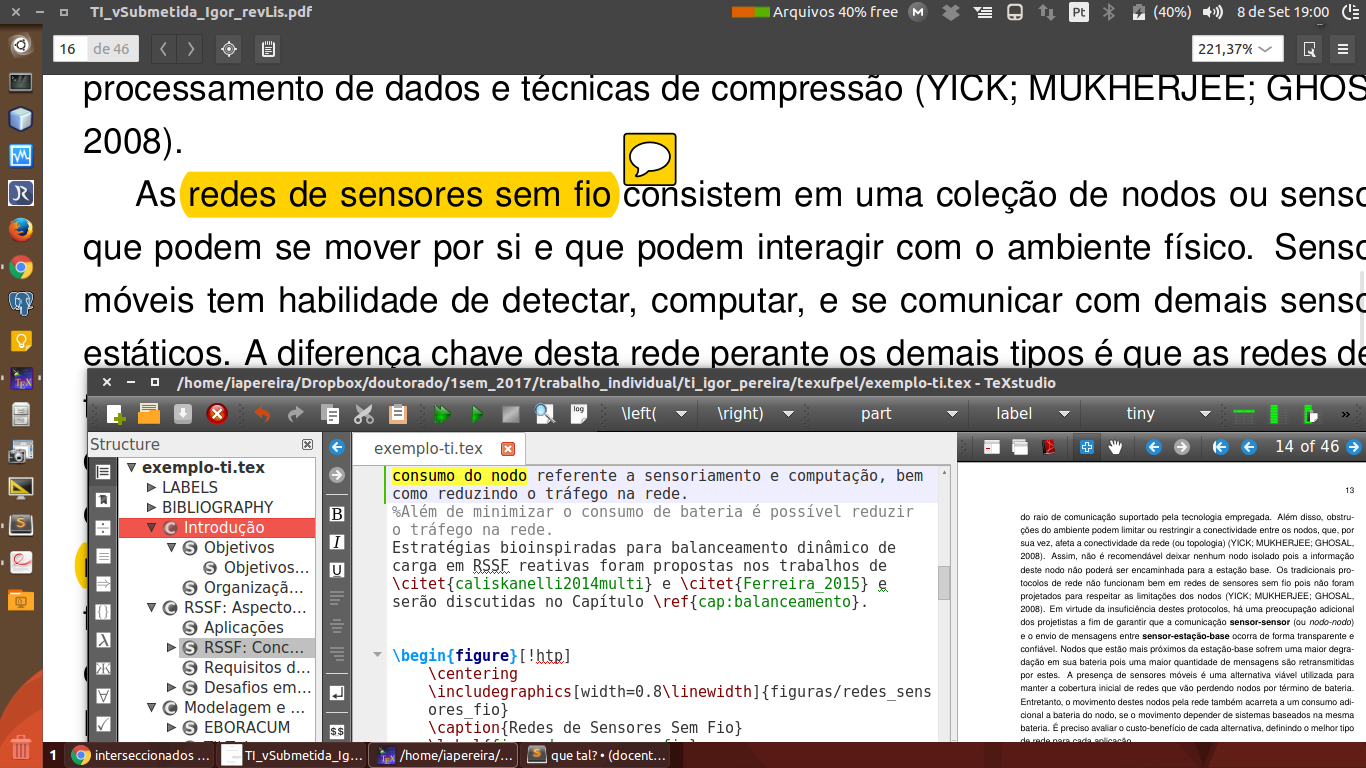 TI_vSubmetida_Igor_revLis.pdf
Arquivos 40% free
M
Pt
(40%)
8 de Set 19:00
16 de 46
221,37%
processamento de dados e técnicas de compressão (YICK; MUKHERJEE; GHOS
2008).
As redes de sensores sem fio consistem em uma coleção de nodos ou senso
que podem se mover por si e que podem interagir com o ambiente físico. Senso
móveis tem habilidade de detectar, computar, e se comunicar com demais senso
estáticos. A diferença chave desta rede perante os demais tipos é que as redes de
/home/iapereira/Dropbox/doutorado/1sem_2017/trabalho_individual/ti_igor_pereira/texufpel/exemplo-ti.tex - TeXstudio
log
\left(
\right)
part
label
tiny
»
Structure
exemplo-ti.tex
14 of 46
»
exemplo-ti.tex
LABELS
BIBLIOGRAPHY
Introdução
Objetivos
Objetivos...
Organizaçã...
RSSF: Aspecto...
Aplicações
RSSF: Conc...
Requisitos d...
Desafios em...
Modelagem e ...
EBORACUM
B
I
U
$$
consumo do nodo referente a sensoriamento e computação, bem
como reduzindo o tráfego na rede.
%Além de minimizar o consumo de bateria é possível reduzir
o tráfego na rede.
Estratégias bioinspiradas para balanceamento dinâmico de
carga em RSSF reativas foram propostas nos trabalhos de
\citet{caliskanelli2014multi} e \citet{Ferreira_2015} e
serão discutidas no Capítulo \ref{cap:balanceamento}.
\begin{figure}[!htp]
\centering
\includegraphics[width=0.8\linewidth]{figuras/redes_sens
ores_fio}
\caption{Redes de Sensores Sem Fio}
13
do raio de comunicação suportado pela tecnologia empregada. Além disso, obstru-
ções do ambiente podem limitar ou restringir a conectividade entre os nodos, que, por
sua vez, afeta a conectividade da rede (ou topologia) (YICK; MUKHERJEE; GHOSAL,
2008). Assim, não é recomendável deixar nenhum nodo isolado pois a informação
deste nodo não poderá ser encaminhada para a estação base. Os tradicionais pro-
tocolos de rede não funcionam bem em redes de sensores sem fio pois não foram
projetados para respeitar as limitações dos nodos (YICK; MUKHERJEE; GHOSAL,
2008). Em virtude da insuficiência destes protocolos, há uma preocupação adicional
dos projetistas a fim de garantir que a comunicação sensor-sensor (ou nodo-nodo)
e o envio de mensagens entre sensor-estação-base ocorra de forma transparente e
confiável. Nodos que estão mais próximos da estação-base sofrem uma maior degra-
dação em sua bateria pois uma maior quantidade de mensagens são retransmitidas
por estes. A presença de sensores móveis é uma alternativa viável utilizada para
manter a cobertura inicial de redes que vão perdendo nodos por término de bateria.
Entretanto, o movimento destes nodos pela rede também acarreta a um consumo adi-
cional a bateria do nodo, se o movimento depender de sistemas baseados na mesma
bateria. É preciso avaliar o custo-benefício de cada alternativa, definindo o melhor tipo
de rede para cada aplicação.
1
interseccionados ...
TI_vSubmetida_Ig...
/home/iapereira/...
que tal? • (docent...